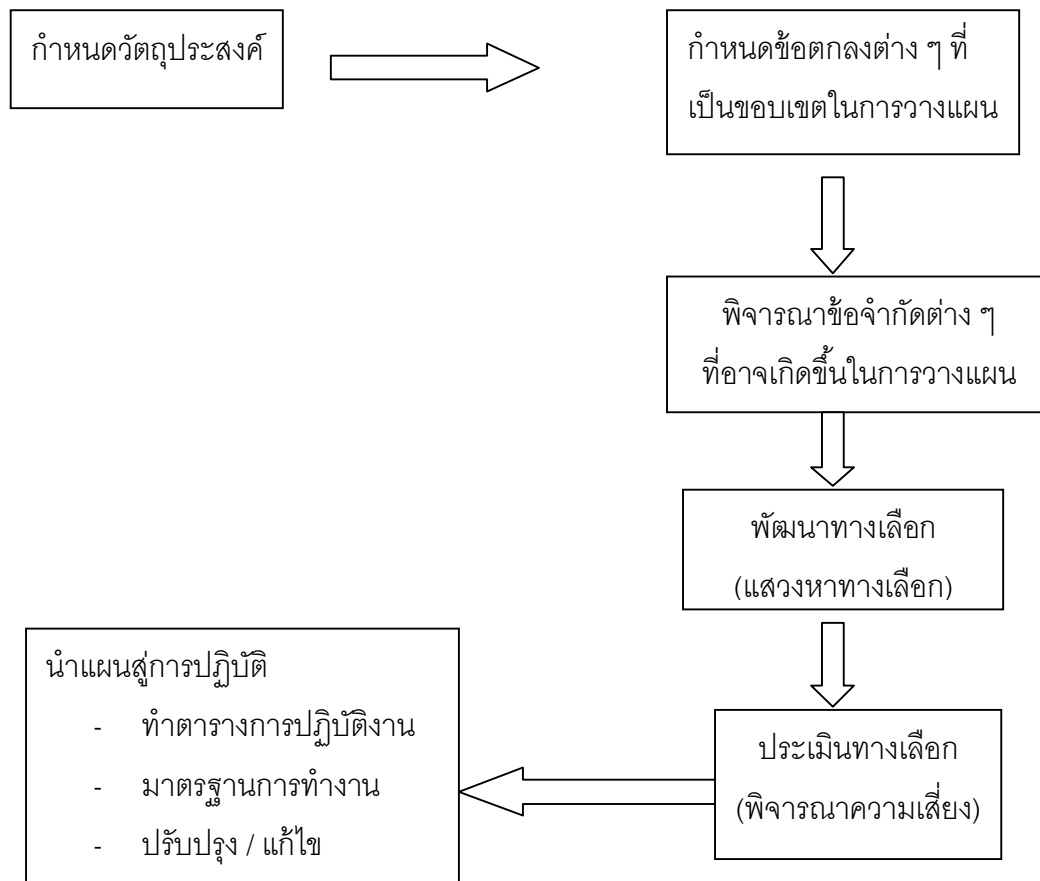 กำหนดวัตถุประสงค์
กำหนดข้อตกลงต่าง ๆ ที่
เป็นขอบเขตในการวางแผน
พิจารณาข้อจำกัดต่าง ๆ
ที่อาจเกิดขึ้นในการวางแผน
พัฒนาทางเลือก
(แสวงหาทางเลือก)
ประเมินทางเลือก
(พิจารณาความเสี่ยง)
นำแผนสู่การปฏิบัติ
- ทำตารางการปฏิบัติงาน
- มาตรฐานการทำงาน
- ปรับปรุง / แก้ไข